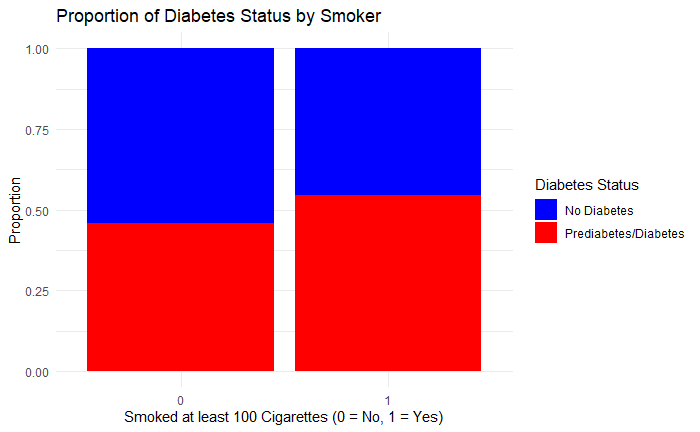 Proportion of Diabetes Status by Smoker
1.00
0.75
0.50
0.25
0.00
Proportion
0
1
Smoked at least 100 Cigarettes (0 = No, 1 = Yes)
Diabetes Status
No Diabetes
Prediabetes/Diabetes